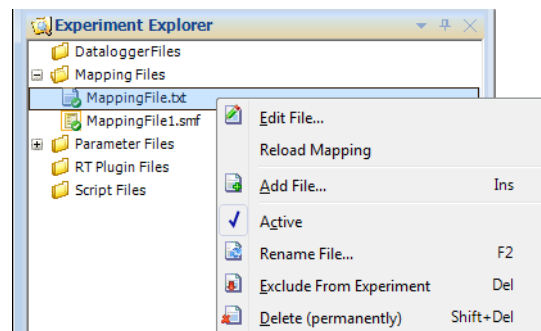 Experiment Explorer
DataloggerFiles
Mapping Files
MappingFile.txt
MappingFile1.smf
Parameter Files
RT Plugin Files
Script Files
Edit File...
Reload Mapping
Add File... Ins
Active
Rename File... F2
Exclude From Experiment Del
Delete (permanently) Shift+Del